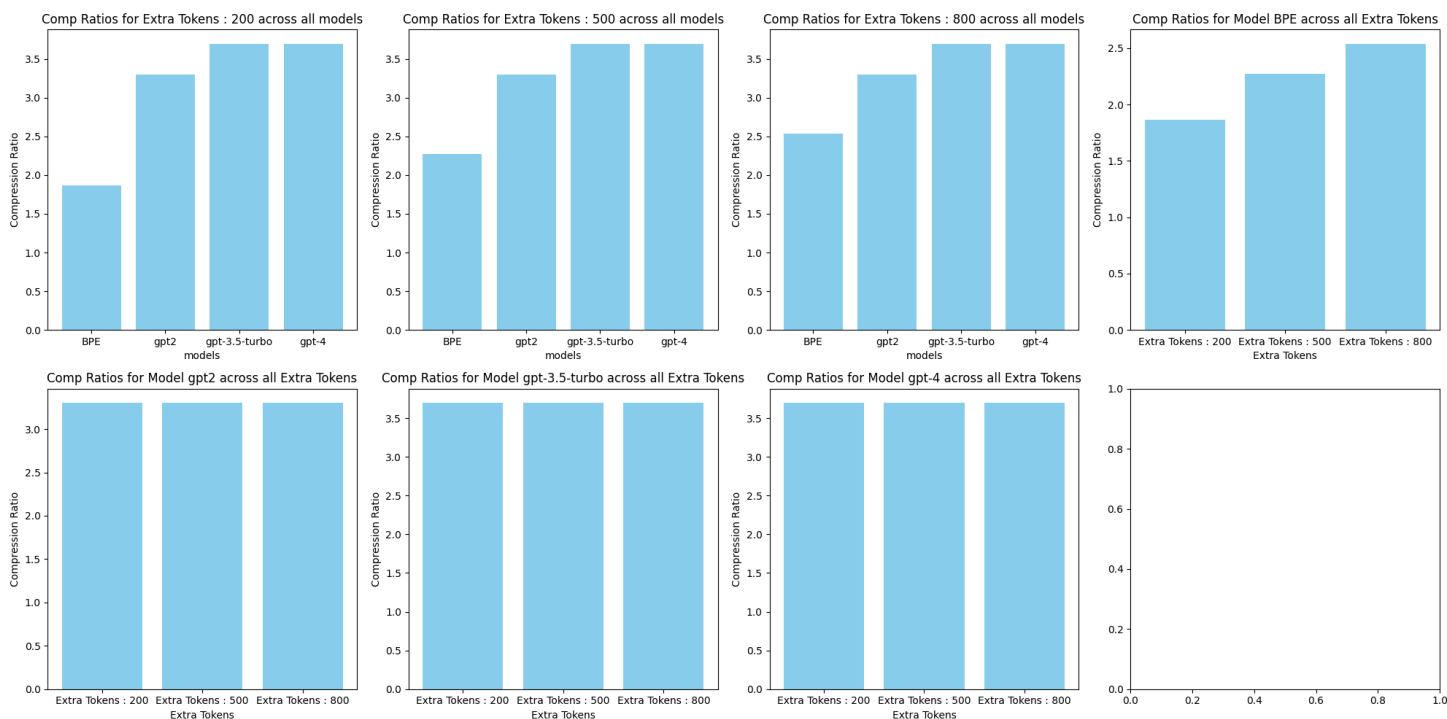 Comp Ratios for Extra Tokens : 200 across all models
Compression Ratio
3.5
3.0
2.5
2.0
1.5
1.0
0.5
0.0
BPE gpt2 gpt-3.5-turbo gpt-4
models
Comp Ratios for Extra Tokens : 500 across all models
Compression Ratio
3.5
3.0
2.5
2.0
1.5
1.0
0.5
0.0
BPE gpt2 gpt-3.5-turbo gpt-4
models
Comp Ratios for Extra Tokens : 800 across all models
Compression Ratio
3.5
3.0
2.5
2.0
1.5
1.0
0.5
0.0
BPE gpt2 gpt-3.5-turbo gpt-4
models
Comp Ratios for Model BPE across all Extra Tokens
Compression Ratio
2.5
2.0
1.5
1.0
0.5
0.0
Extra Tokens : 200 Extra Tokens : 500 Extra Tokens : 800
Extra Tokens
Comp Ratios for Model gpt2 across all Extra Tokens
Compression Ratio
3.0
2.5
2.0
1.5
1.0
0.5
0.0
Extra Tokens : 200 Extra Tokens : 500 Extra Tokens : 800
Extra Tokens
Comp Ratios for Model gpt-3.5-turbo across all Extra Tokens
Compression Ratio
3.5
3.0
2.5
2.0
1.5
1.0
0.5
0.0
Extra Tokens : 200 Extra Tokens : 500 Extra Tokens : 800
Extra Tokens
Comp Ratios for Model gpt-4 across all Extra Tokens
Compression Ratio
3.5
3.0
2.5
2.0
1.5
1.0
0.5
0.0
Extra Tokens : 200 Extra Tokens : 500 Extra Tokens : 800
Extra Tokens
1.0
0.8
0.6
0.4
0.2
0.0
0.0 0.2 0.4 0.6 0.8 1.0